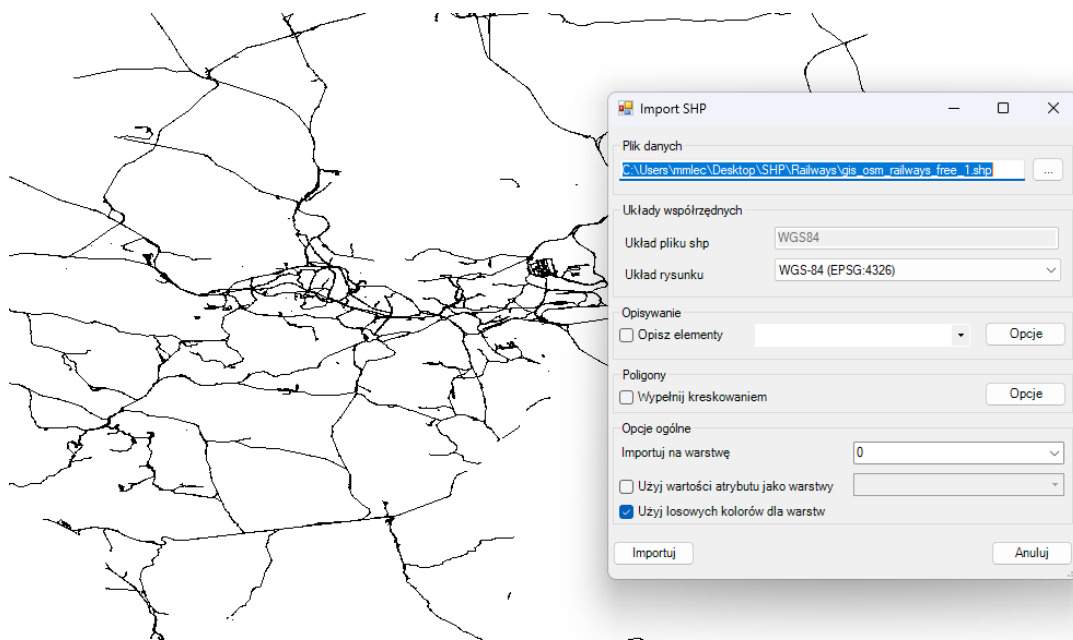 Import SHP
Plik danych
C:\Users\mmlec\Desktop\SHP\Railways\gis_osm_railways_free_1.shp
...
Układy współrzędnych
Układ pliku shp
WGS84
Układ rysunku
WGS-84 (EPSG:4326)
Opisywanie
Opisz elementy
Opcje
Poligony
Wypełnij kreskowaniem
Opcje
Opcje ogólne
Importuj na warstwę
0
Użyj wartości atrybutu jako warstwy
Użyj losowych kolorów dla warstw
Importuj
Anuluj